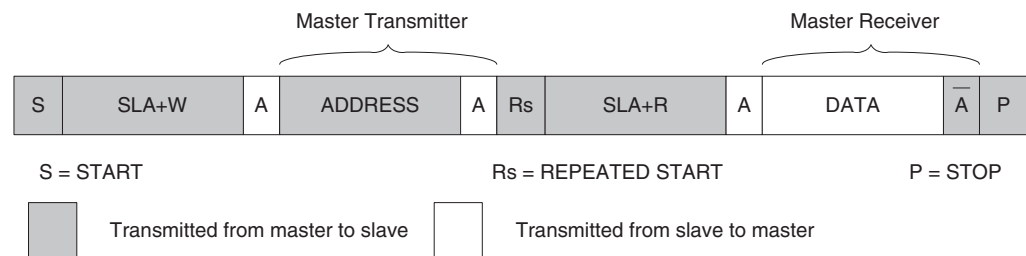 Master Transmitter Master Receiver
S SLA+W A ADDRESS A Rs SLA+R A DATA A̅ P
S = START Rs = REPEATED START P = STOP
Transmitted from master to slave Transmitted from slave to master